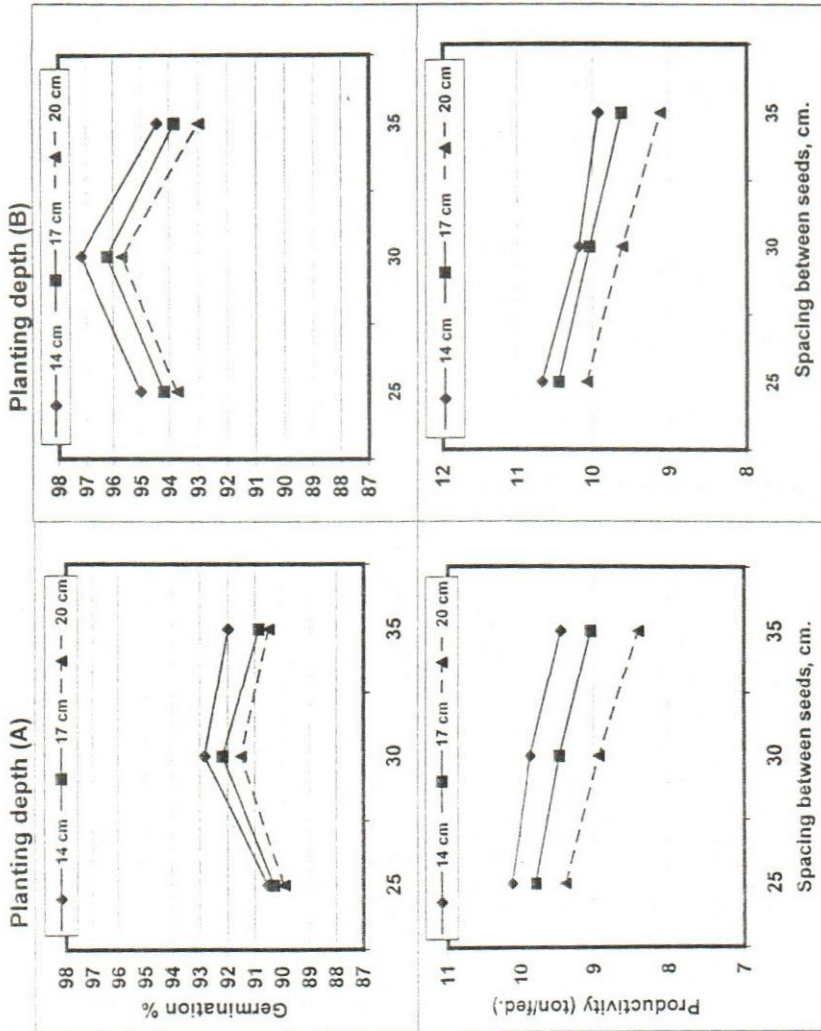 Planting depth (A)
14 cm 17 cm 20 cm
98
97
96
95
94
93
92
91
90
89
88
87
Germination %
25 30 35
Planting depth (B)
14 cm 17 cm 20 cm
98
97
96
95
94
93
92
91
90
89
88
87
25 30 35
14 cm 17 cm 20 cm
11
10
9
8
7
Productivity (ton/fed.)
25 30 35
Spacing between seeds, cm.
14 cm 17 cm 20 cm
12
11
10
9
8
25 30 35
Spacing between seeds, cm.